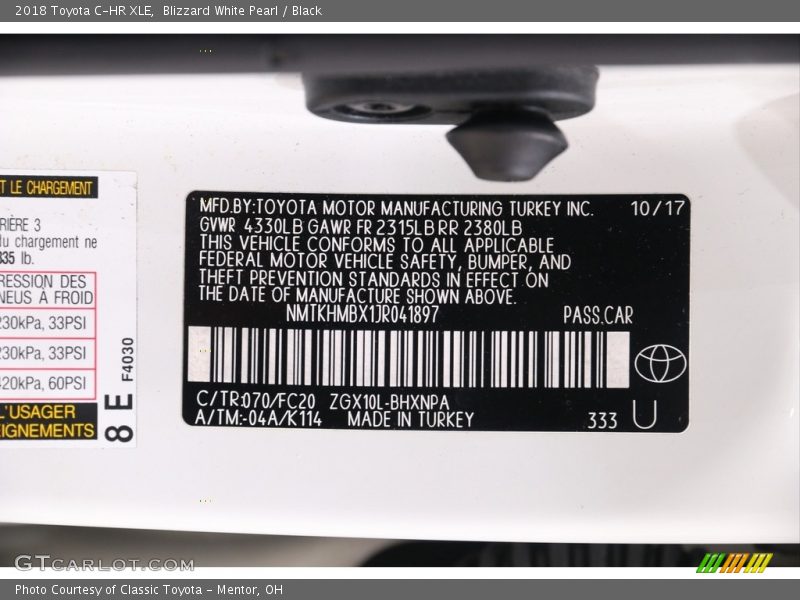 2018 Toyota C-HR XLE, Blizzard White Pearl / Black
T LE CHARGEMENT
RIÈRE 3
du chargement ne
835 lb.
RESSION DES
NEUS À FROID
230kPa, 33PSI
230kPa, 33PSI
420kPa, 60PSI
L'USAGER
EIGNEMENTS
8 E F4030
MFD.BY:TOYOTA MOTOR MANUFACTURING TURKEY INC. 10/17
GVWR 4330LB GAWR FR 2315LB RR 2380LB
THIS VEHICLE CONFORMS TO ALL APPLICABLE
FEDERAL MOTOR VEHICLE SAFETY, BUMPER, AND
THEFT PREVENTION STANDARDS IN EFFECT ON
THE DATE OF MANUFACTURE SHOWN ABOVE.
NMTKHMBX1JR041897 PASS.CAR
C/TR:070/FC20 ZGX10L-BHXNPA
A/TM:-04A/K114 MADE IN TURKEY 333 U
GTCARLOT.COM
Photo Courtesy of Classic Toyota - Mentor, OH